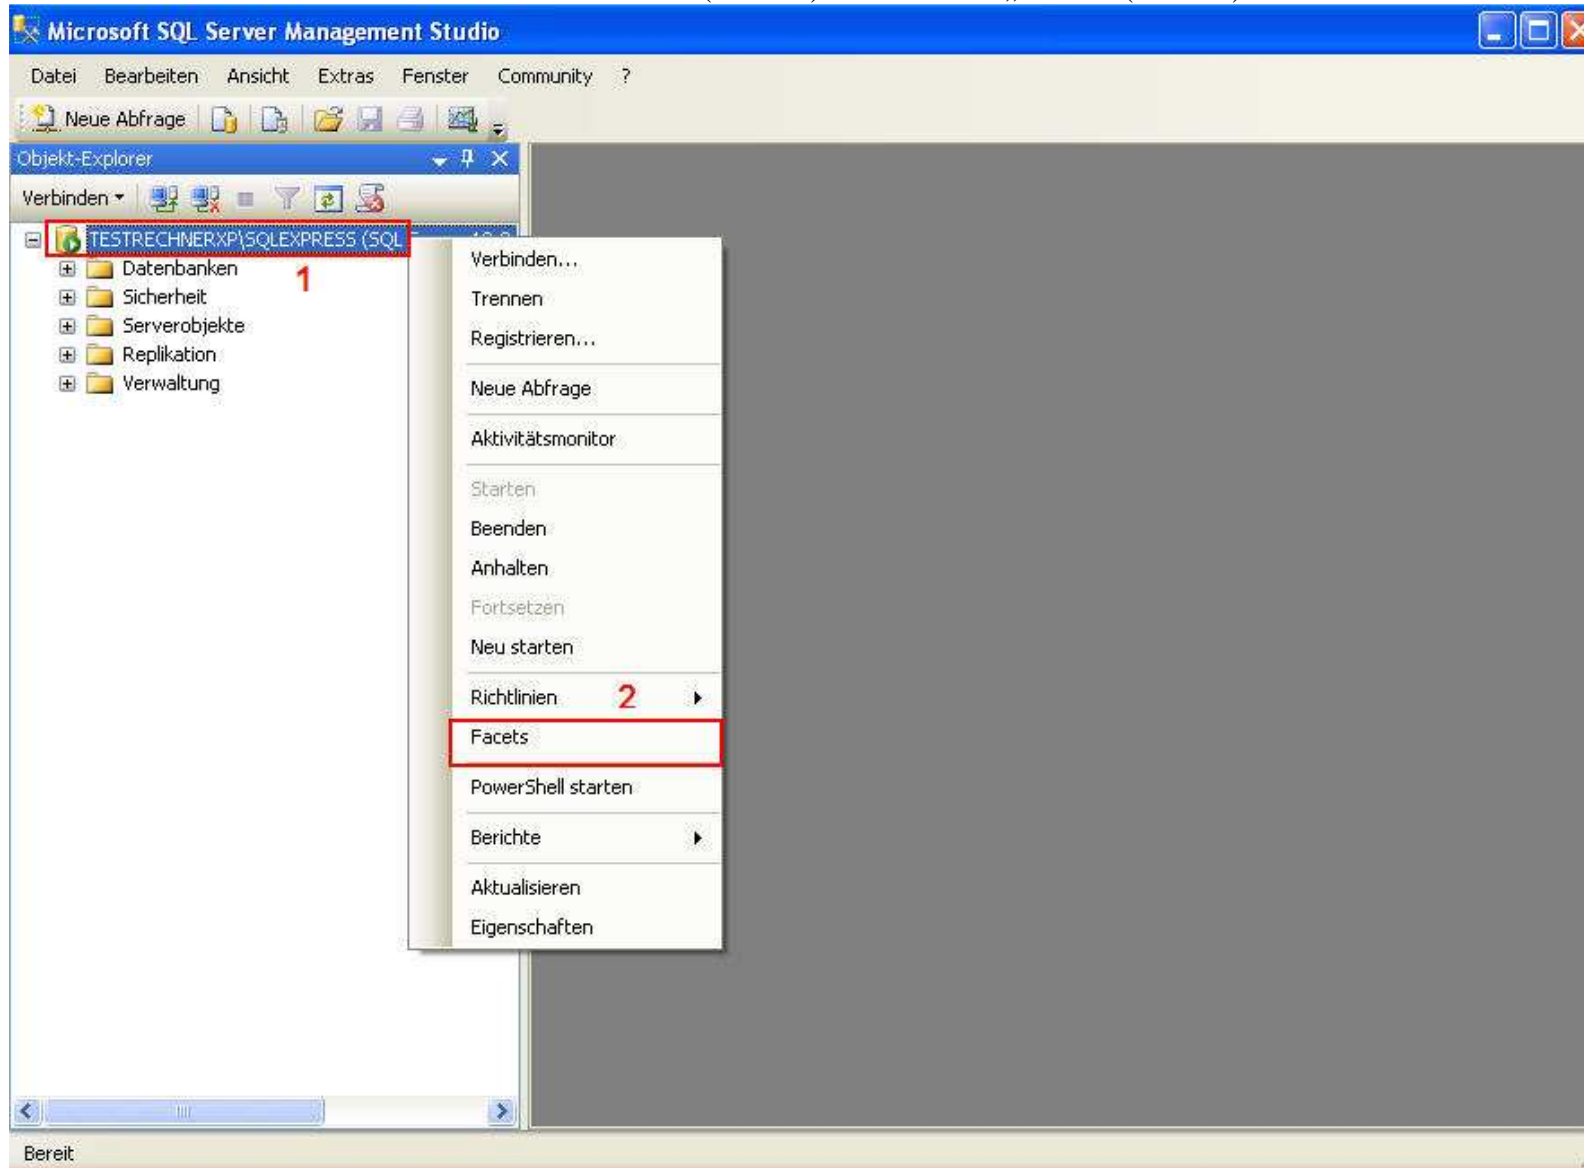 Microsoft SQL Server Management Studio
Datei Bearbeiten Ansicht Extras Fenster Community ?
Neue Abfrage
Objekt-Explorer
Verbinden
TESTRECHNERXP\SQLEXPRESS (SQL
1
Datenbanken
Sicherheit
Serverobjekte
Replikation
Verwaltung
Verbinden...
Trennen
Registrieren...
Neue Abfrage
Aktivitätsmonitor
Starten
Beenden
Anhalten
Fortsetzen
Neu starten
Richtlinien 2
Facets
PowerShell starten
Berichte
Aktualisieren
Eigenschaften
Bereit